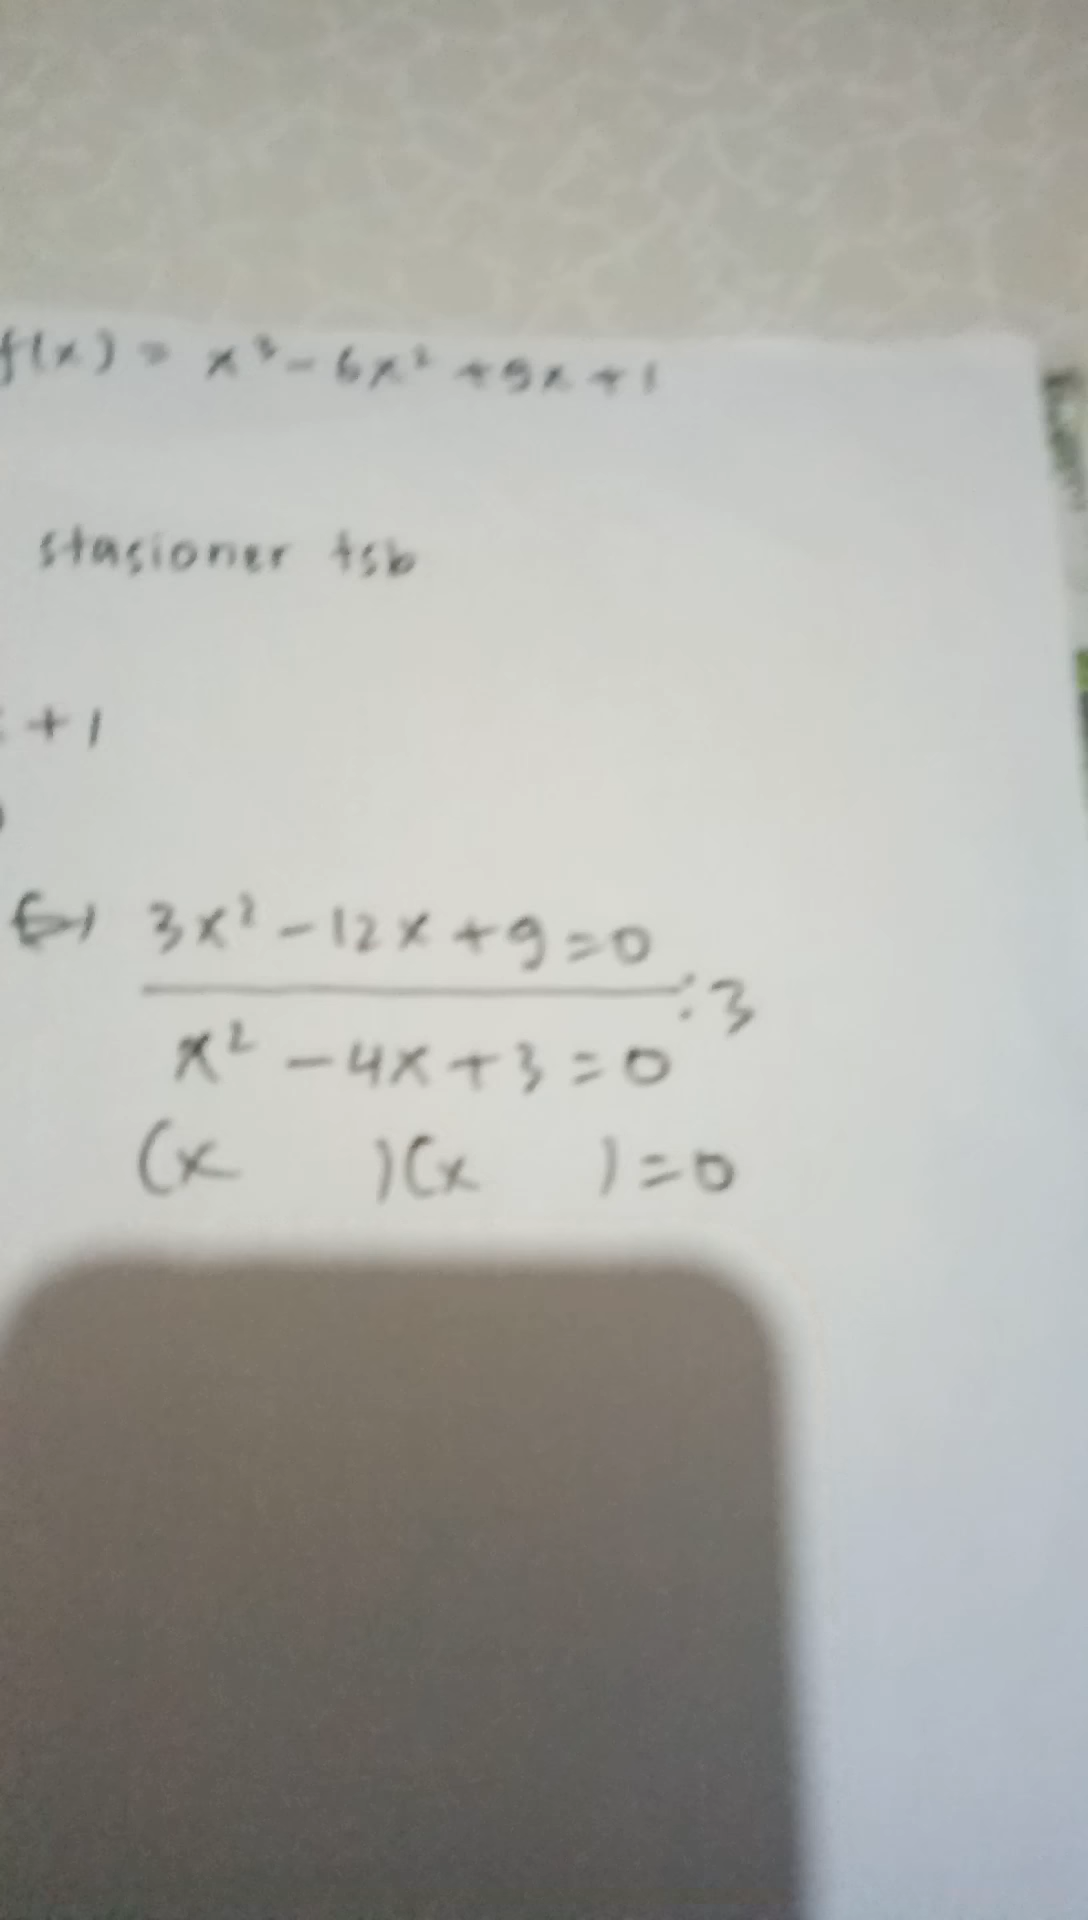 f(x) = x³ - 6x² + 9x + 1
stasioner tsb
+ 1
3x² - 12x + 9 = 0
: 3
x² - 4x + 3 = 0
(x )(x ) = 0